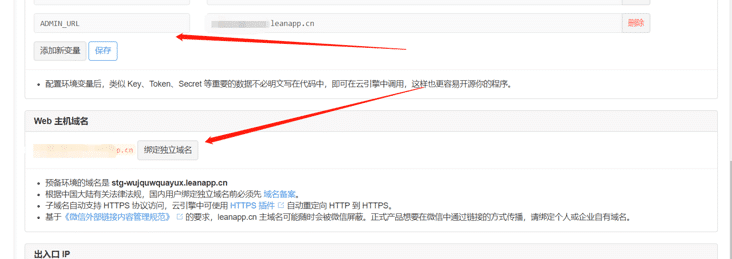 ADMIN_URL
leanapp.cn
删除
添加新变量
保存
配置环境变量后，类似 Key、Token、Secret 等重要的数据不必明文写在代码中，即可在云引擎中调用，这样也更容易开源你的程序。
Web 主机域名
p.cn
绑定独立域名
预备环境的域名是 stg-wujquwquayux.leanapp.cn
根据中国大陆有关法律法规，国内用户绑定独立域名前必须先 域名备案。
子域名自动支持 HTTPS 协议访问，云引擎中可使用 HTTPS 插件 自动重定向 HTTP 到 HTTPS。
基于《微信外部链接内容管理规范》 的要求，leanapp.cn 主域名可能随时会被微信屏蔽。正式产品想要在微信中通过链接的方式传播，请绑定个人或企业自有域名。
出入口 IP